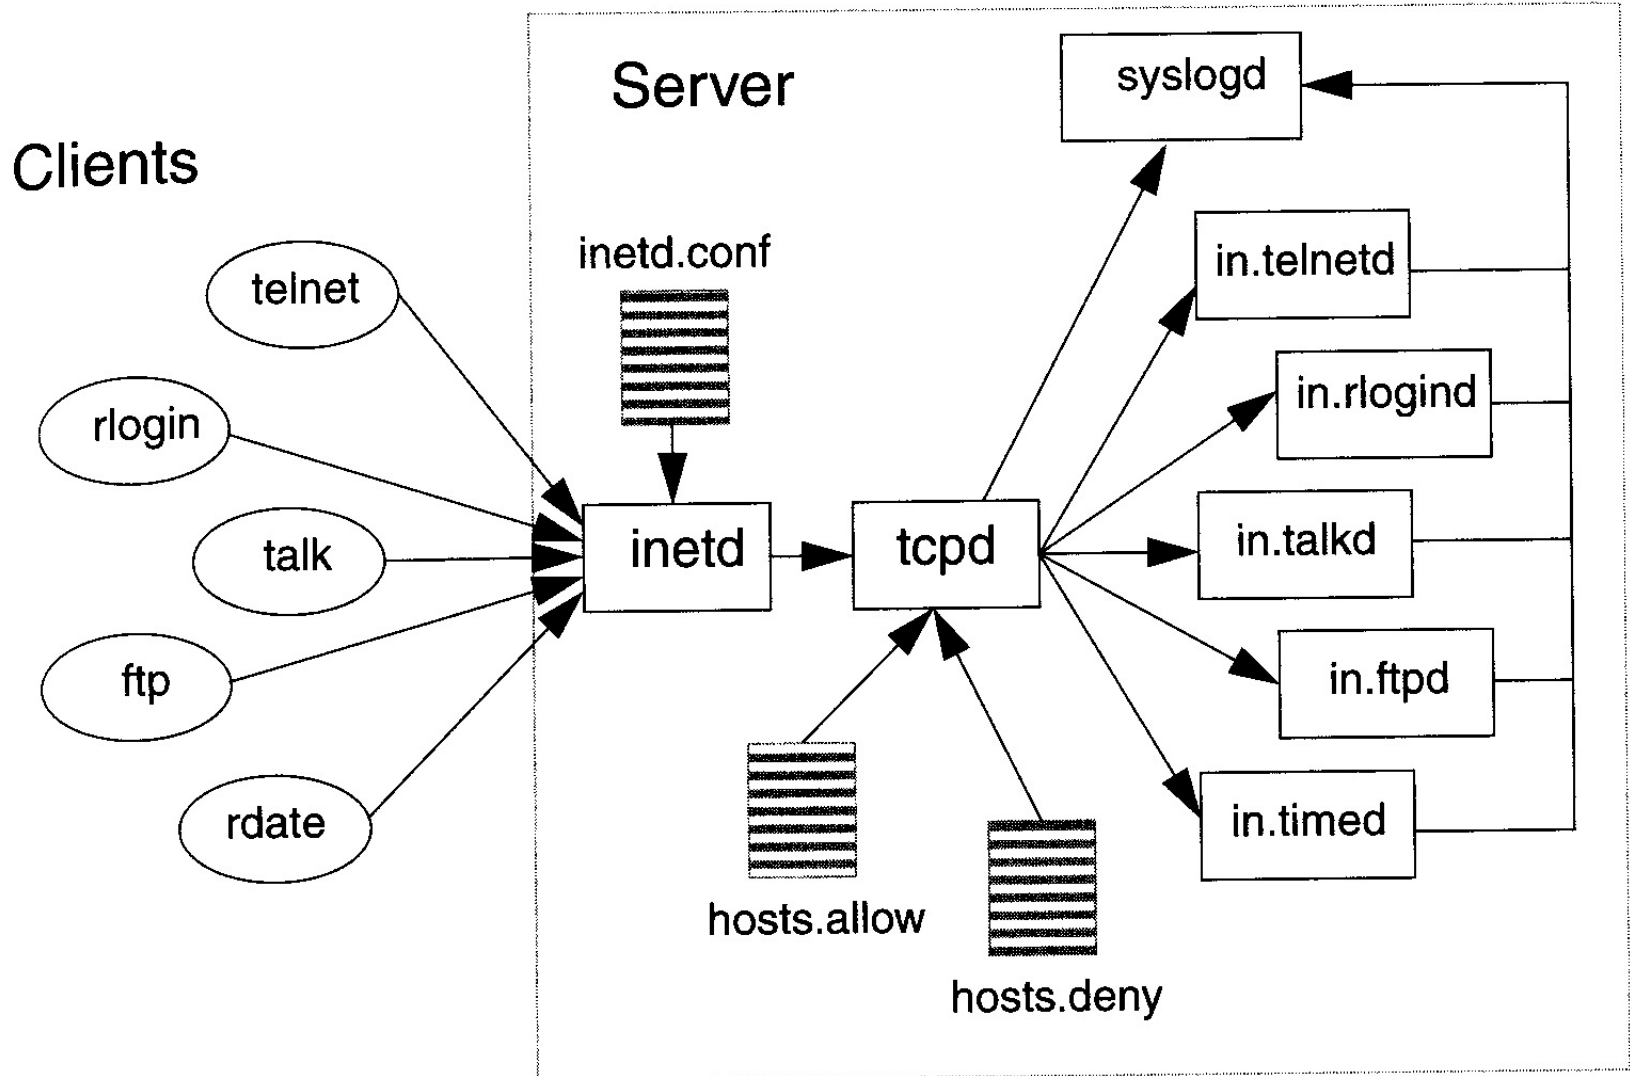 Server
syslogd
Clients
inetd.conf
in.telnetd
telnet
in.rlogind
rlogin
inetd
tcpd
in.talkd
talk
ftp
in.ftpd
rdate
in.timed
hosts.allow
hosts.deny